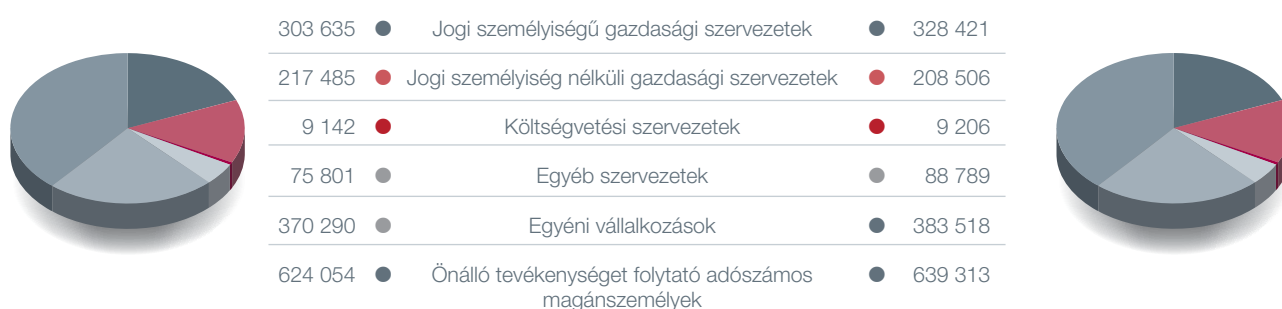 303 635 Jogi személyiségű gazdasági szervezetek 328 421
217 485 Jogi személyiség nélküli gazdasági szervezetek 208 506
9 142 Költségvetési szervezetek 9 206
75 801 Egyéb szervezetek 88 789
370 290 Egyéni vállalkozások 383 518
624 054 Önálló tevékenységet folytató adószámos 639 313
magánszemélyek